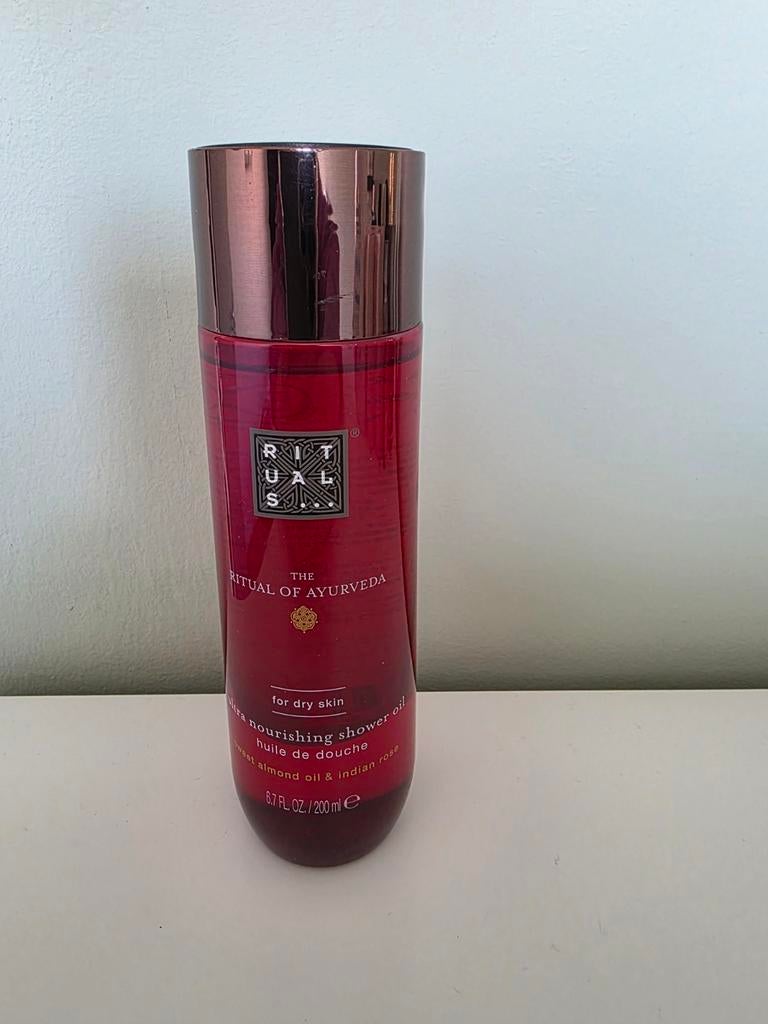 RIT
UAL
S...
®
THE
RITUAL OF AYURVEDA
for dry skin
ultra nourishing shower oil
huile de douche
sweet almond oil & indian rose
6.7 FL. OZ. / 200 ml ℮